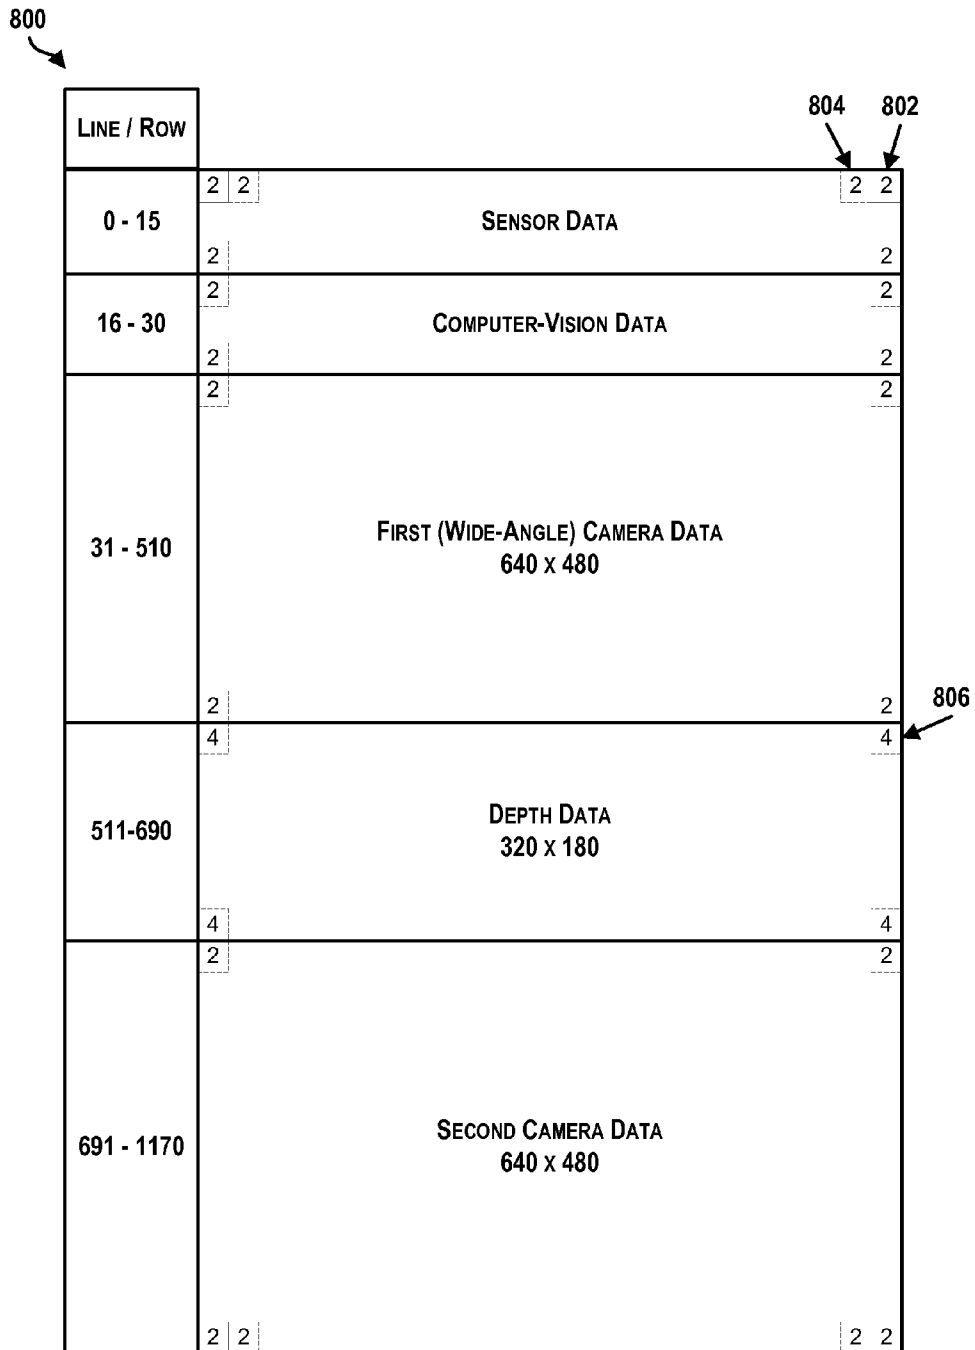 800
804 802
LINE / ROW
2 2 2 2
0 - 15 SENSOR DATA
2 2
2 2
16 - 30 COMPUTER-VISION DATA
2 2
2 2
FIRST (WIDE-ANGLE) CAMERA DATA
31 - 510
640 X 480
2 2
806
4 4
DEPTH DATA
511-690
320 X 180
4 4
2 2
SECOND CAMERA DATA
691 - 1170
640 X 480
2 2 2 2